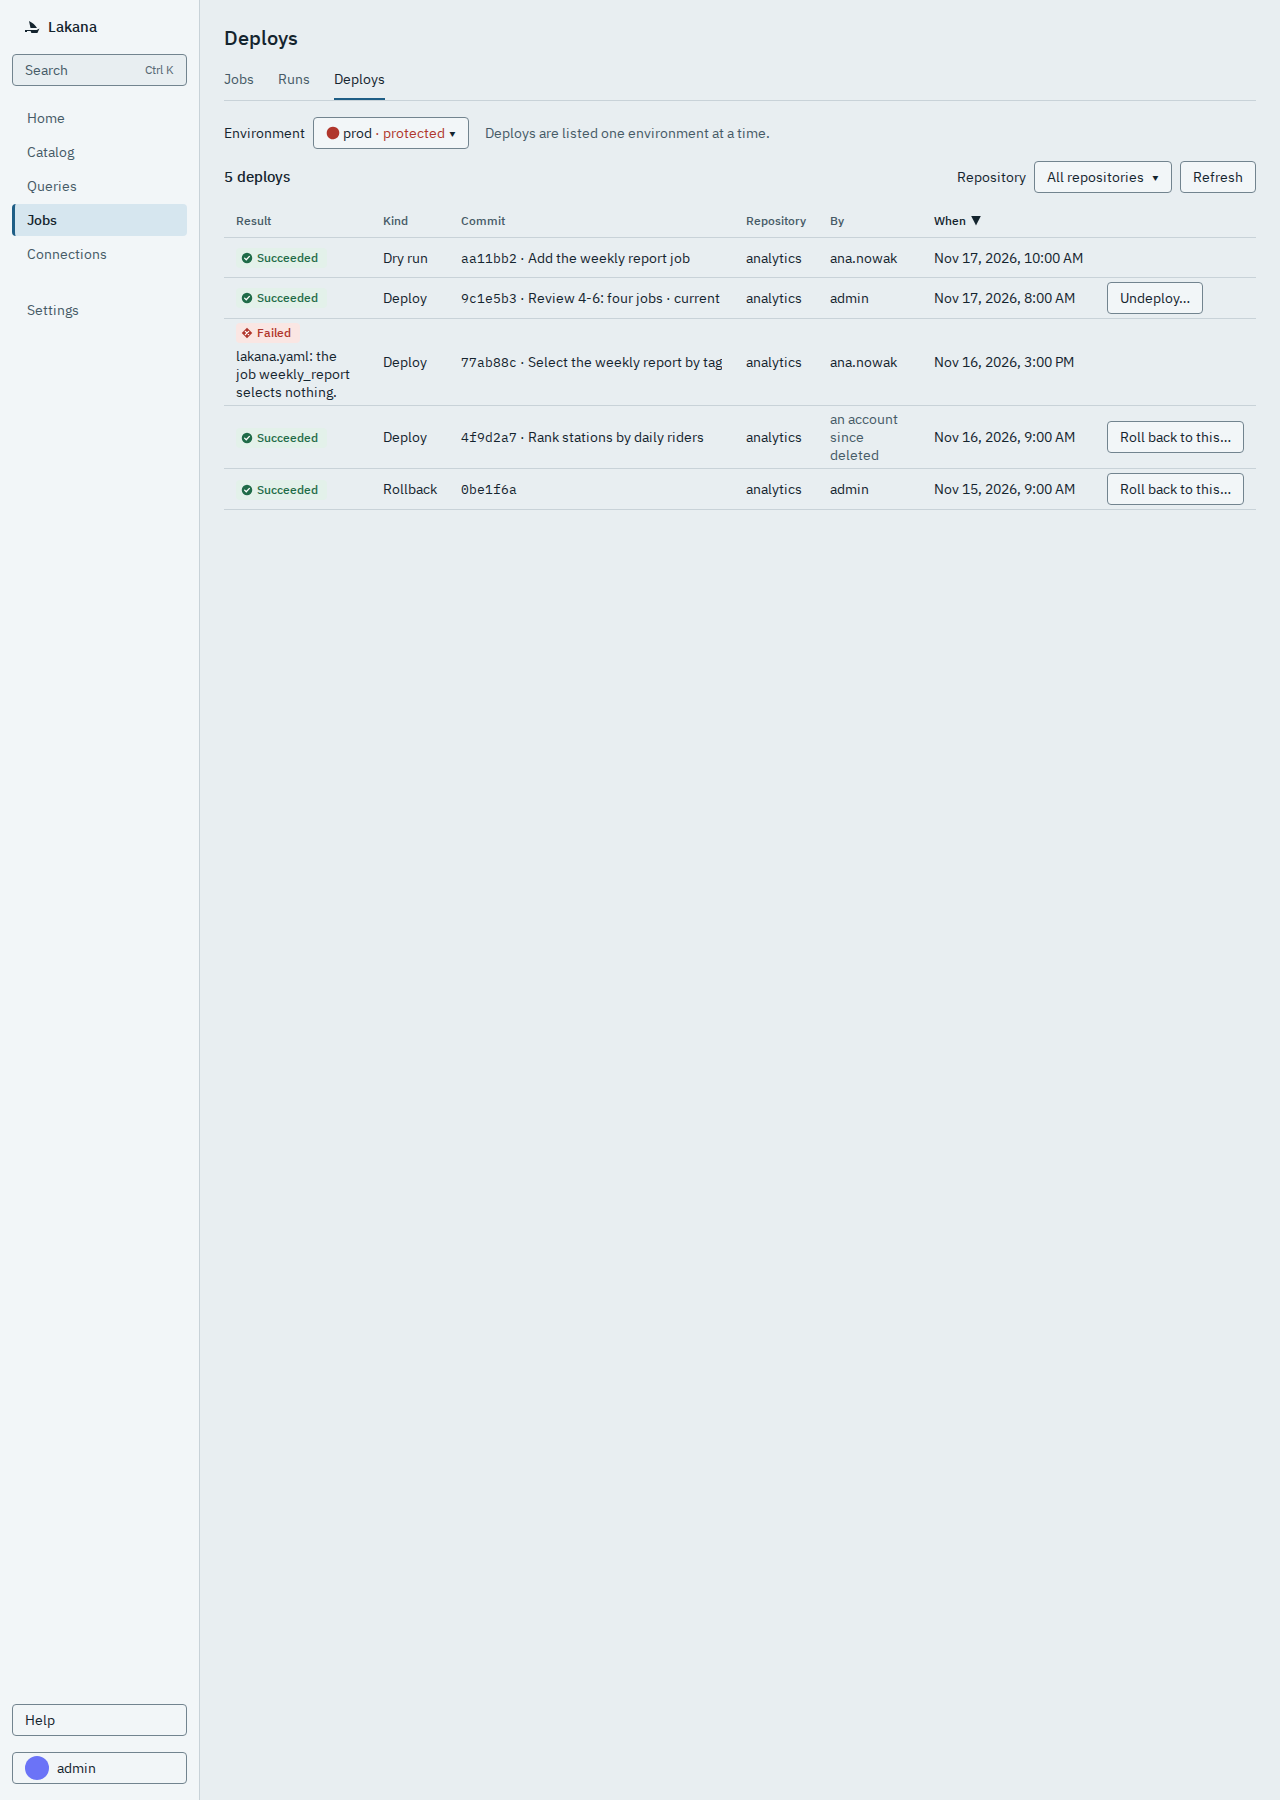 Lakana
Search Ctrl K
Home
Catalog
Queries
Jobs
Connections
Settings
Help
admin
Deploys
Jobs Runs Deploys
Environment prod · protected ▾ Deploys are listed one environment at a time.
5 deploys Repository All repositories ▾ Refresh
Result Kind Commit Repository By When ▼
Succeeded Dry run aa11bb2 · Add the weekly report job analytics ana.nowak Nov 17, 2026, 10:00 AM
Succeeded Deploy 9c1e5b3 · Review 4-6: four jobs · current analytics admin Nov 17, 2026, 8:00 AM Undeploy...
Failed
lakana.yaml: the
job weekly_report
selects nothing.
Deploy 77ab88c · Select the weekly report by tag analytics ana.nowak Nov 16, 2026, 3:00 PM
Succeeded Deploy 4f9d2a7 · Rank stations by daily riders analytics
an account
since
deleted
Nov 16, 2026, 9:00 AM Roll back to this...
Succeeded Rollback 0be1f6a analytics admin Nov 15, 2026, 9:00 AM Roll back to this...